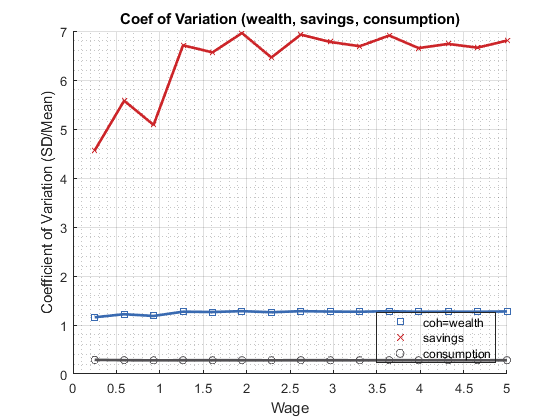 Coef of Variation (wealth, savings, consumption)
Coefficient of Variation (SD/Mean)
7
6
5
4
3
2
1
0
coh=wealth
savings
consumption
0 0.5 1 1.5 2 2.5 3 3.5 4 4.5 5
Wage